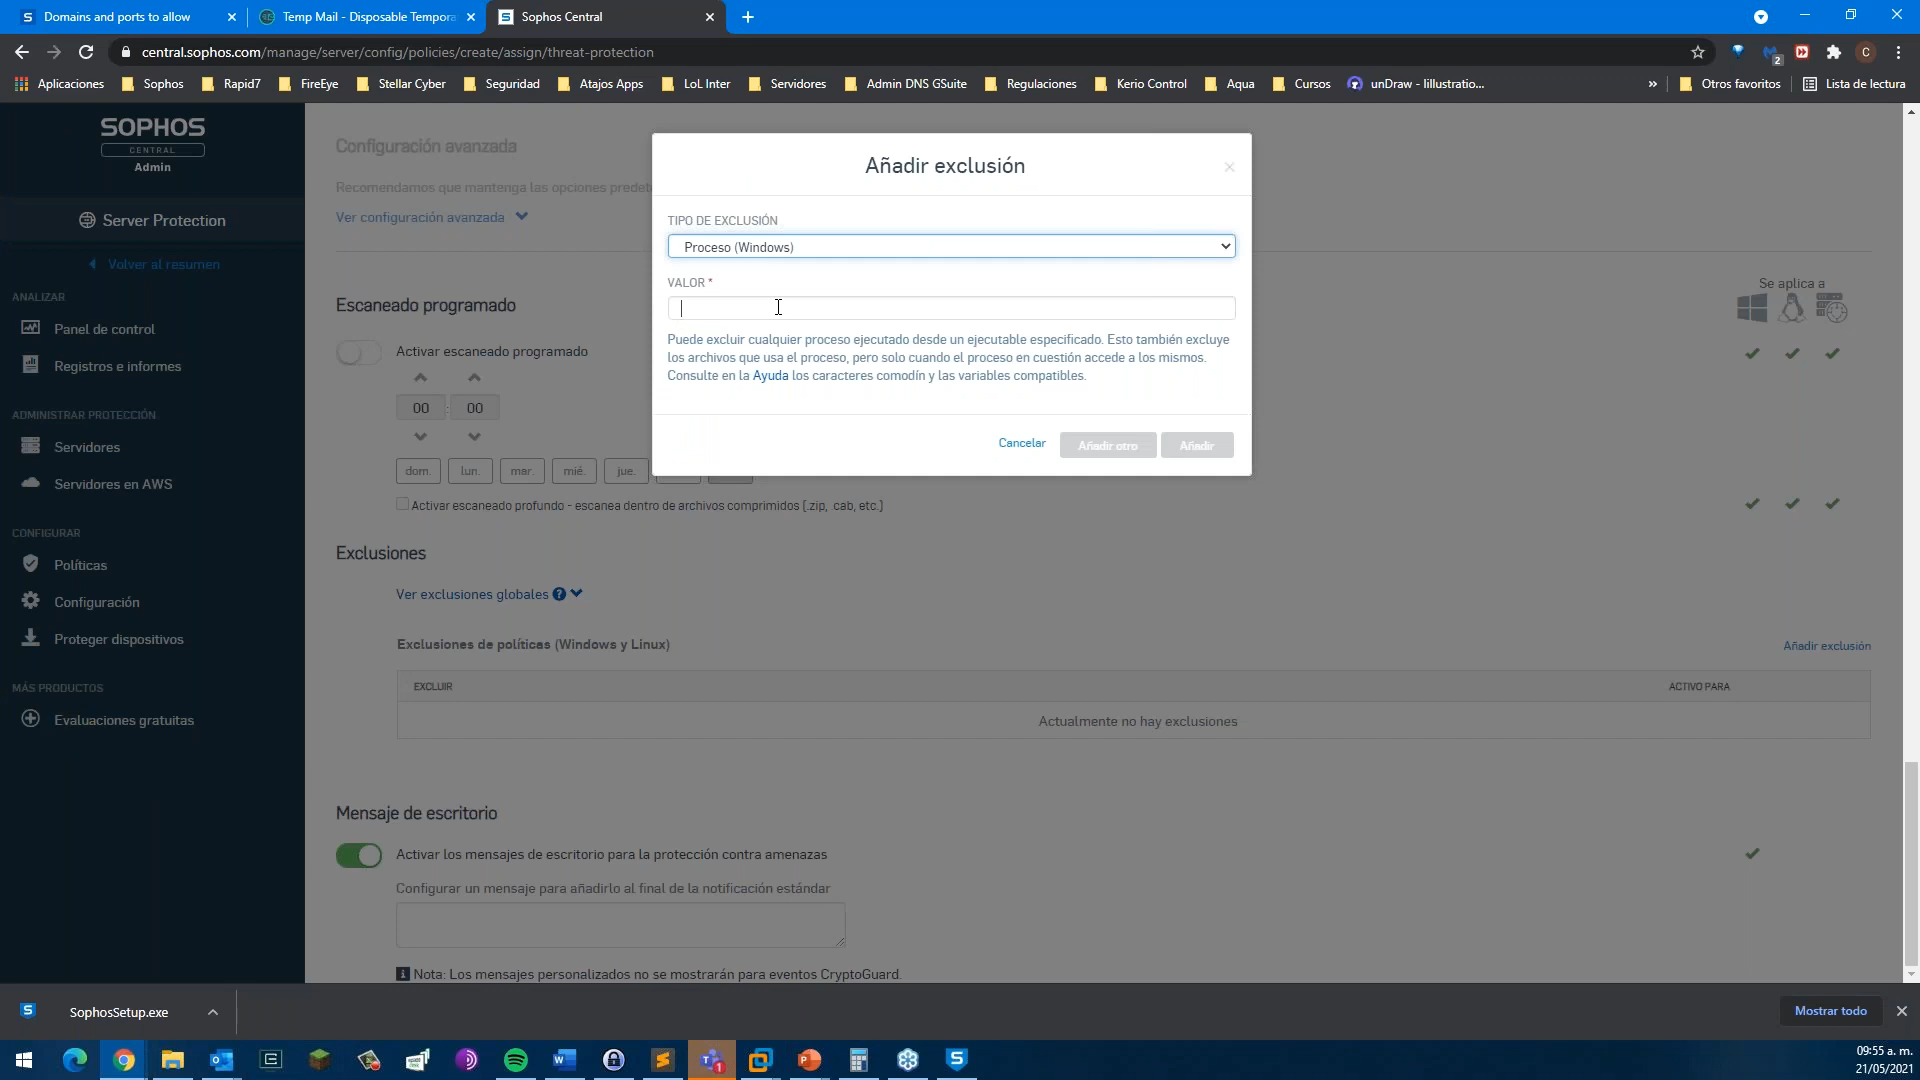 Domains and ports to allow
Temp Mail - Disposable Tempora
Sophos Central
central.sophos.com/manage/server/config/policies/create/assign/threat-protection
C
2
Aplicaciones
Sophos
Rapid7
FireEye
Stellar Cyber
Seguridad
Atajos Apps
LoL Inter
Servidores
Admin DNS GSuite
Regulaciones
Kerio Control
Aqua
Cursos
unDraw - Iillustratio...
»
Otros favoritos
Lista de lectura
SOPHOS
CENTRAL
Admin
Server Protection
Volver al resumen
ANALIZAR
Panel de control
Registros e informes
ADMINISTRAR PROTECCIÓN
Servidores
Servidores en AWS
CONFIGURAR
Políticas
Configuración
Proteger dispositivos
MÁS PRODUCTOS
Evaluaciones gratuitas
Configuración avanzada
Recomendamos que mantenga las opciones predet
Ver configuración avanzada
Escaneado programado
Se aplica a
Activar escaneado programado
00 : 00
dom. lun. mar. mié. jue.
Activar escaneado profundo - escanea dentro de archivos comprimidos (.zip, .cab, etc.)
Exclusiones
Ver exclusiones globales
Exclusiones de políticas (Windows y Linux)
Añadir exclusión
EXCLUIR
ACTIVO PARA
Actualmente no hay exclusiones
Mensaje de escritorio
Activar los mensajes de escritorio para la protección contra amenazas
Configurar un mensaje para añadirlo al final de la notificación estándar
Nota: Los mensajes personalizados no se mostrarán para eventos CryptoGuard.
Añadir exclusión
×
TIPO DE EXCLUSIÓN
Proceso (Windows)
VALOR *
Puede excluir cualquier proceso ejecutado desde un ejecutable especificado. Esto también excluye
los archivos que usa el proceso, pero solo cuando el proceso en cuestión accede a los mismos.
Consulte en la Ayuda los caracteres comodín y las variables compatibles.
Cancelar
Añadir otro
Añadir
SophosSetup.exe
Mostrar todo
09:55 a. m.
21/05/2021